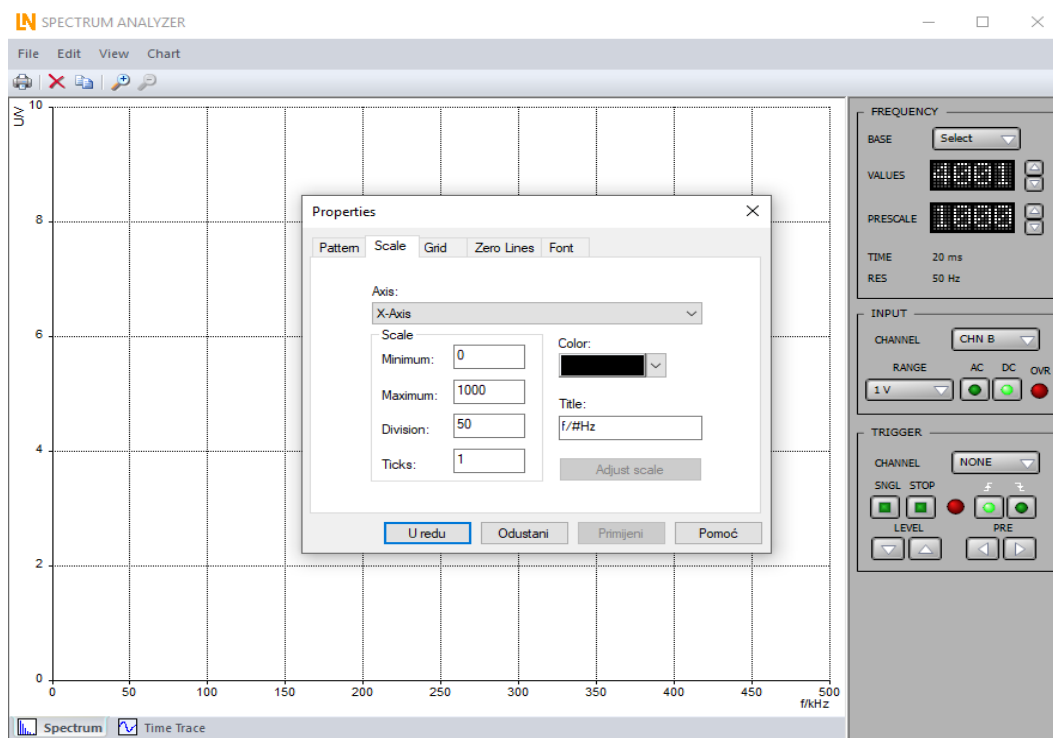 LN SPECTRUM ANALYZER
File Edit View Chart
U/V
10
8
6
4
2
0
0 50 100 150 200 250 300 350 400 450 500
f/kHz
Spectrum Time Trace
Properties
Pattern Scale Grid Zero Lines Font
Axis:
X-Axis
Scale
Minimum: 0
Maximum: 1000
Division: 50
Ticks: 1
Color:
Title:
f/#Hz
Adjust scale
U redu Odustani Primijeni Pomoć
FREQUENCY
BASE Select
VALUES 4001
PRESCALE 1000
TIME 20 ms
RES 50 Hz
INPUT
CHANNEL CHN B
RANGE AC DC OVR
1 V
TRIGGER
CHANNEL NONE
SNGL STOP
LEVEL PRE